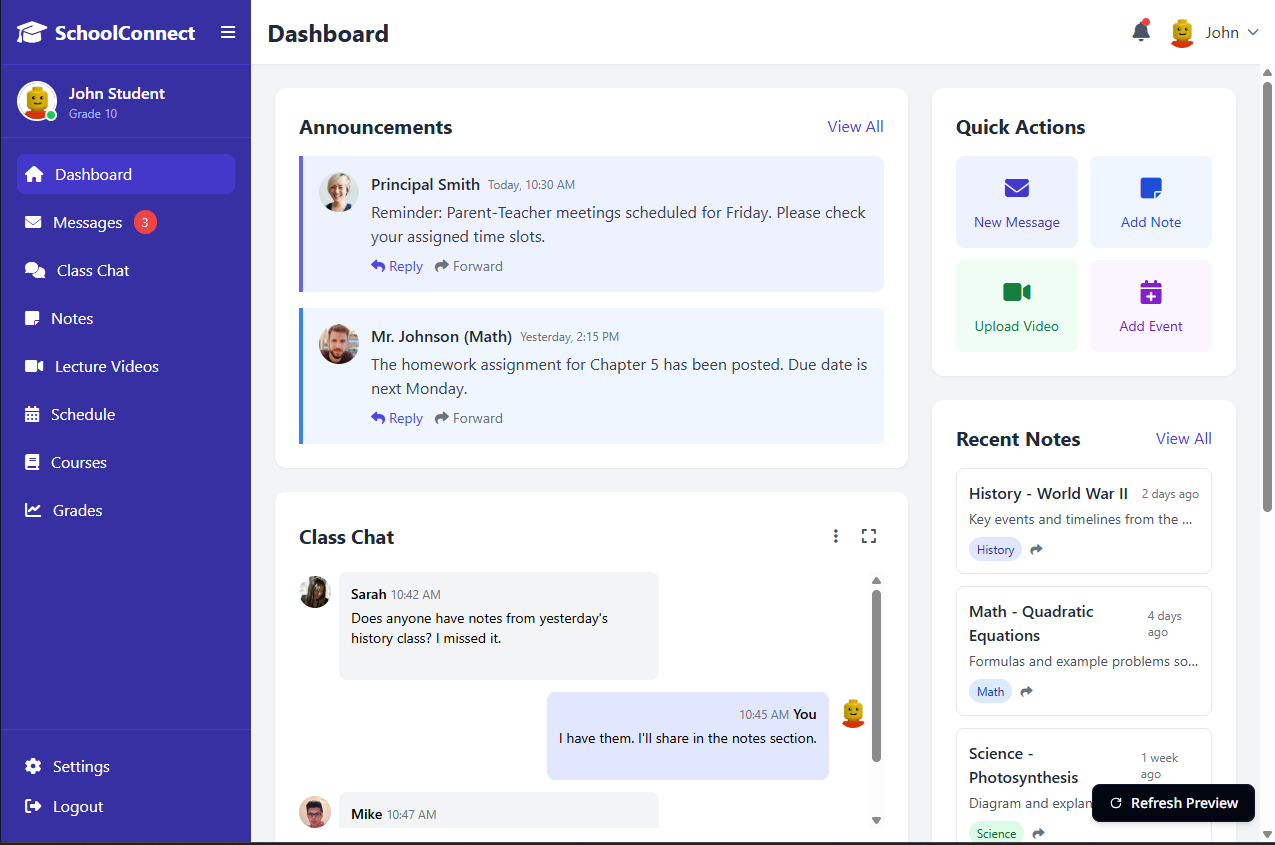 SchoolConnect
John Student
Grade 10
Dashboard
Messages 3
Class Chat
Notes
Lecture Videos
Schedule
Courses
Grades
Settings
Logout
Dashboard
John
Announcements
View All
Principal Smith Today, 10:30 AM
Reminder: Parent-Teacher meetings scheduled for Friday. Please check
your assigned time slots.
Reply Forward
Mr. Johnson (Math) Yesterday, 2:15 PM
The homework assignment for Chapter 5 has been posted. Due date is
next Monday.
Reply Forward
Class Chat
Sarah 10:42 AM
Does anyone have notes from yesterday's
history class? I missed it.
10:45 AM You
I have them. I'll share in the notes section.
Mike 10:47 AM
Quick Actions
New Message
Add Note
Upload Video
Add Event
Recent Notes
View All
History - World War II 2 days ago
Key events and timelines from the ...
History
Math - Quadratic
Equations
4 days
ago
Formulas and example problems so...
Math
Science -
Photosynthesis
1 week
ago
Diagram and explan
Science
Refresh Preview